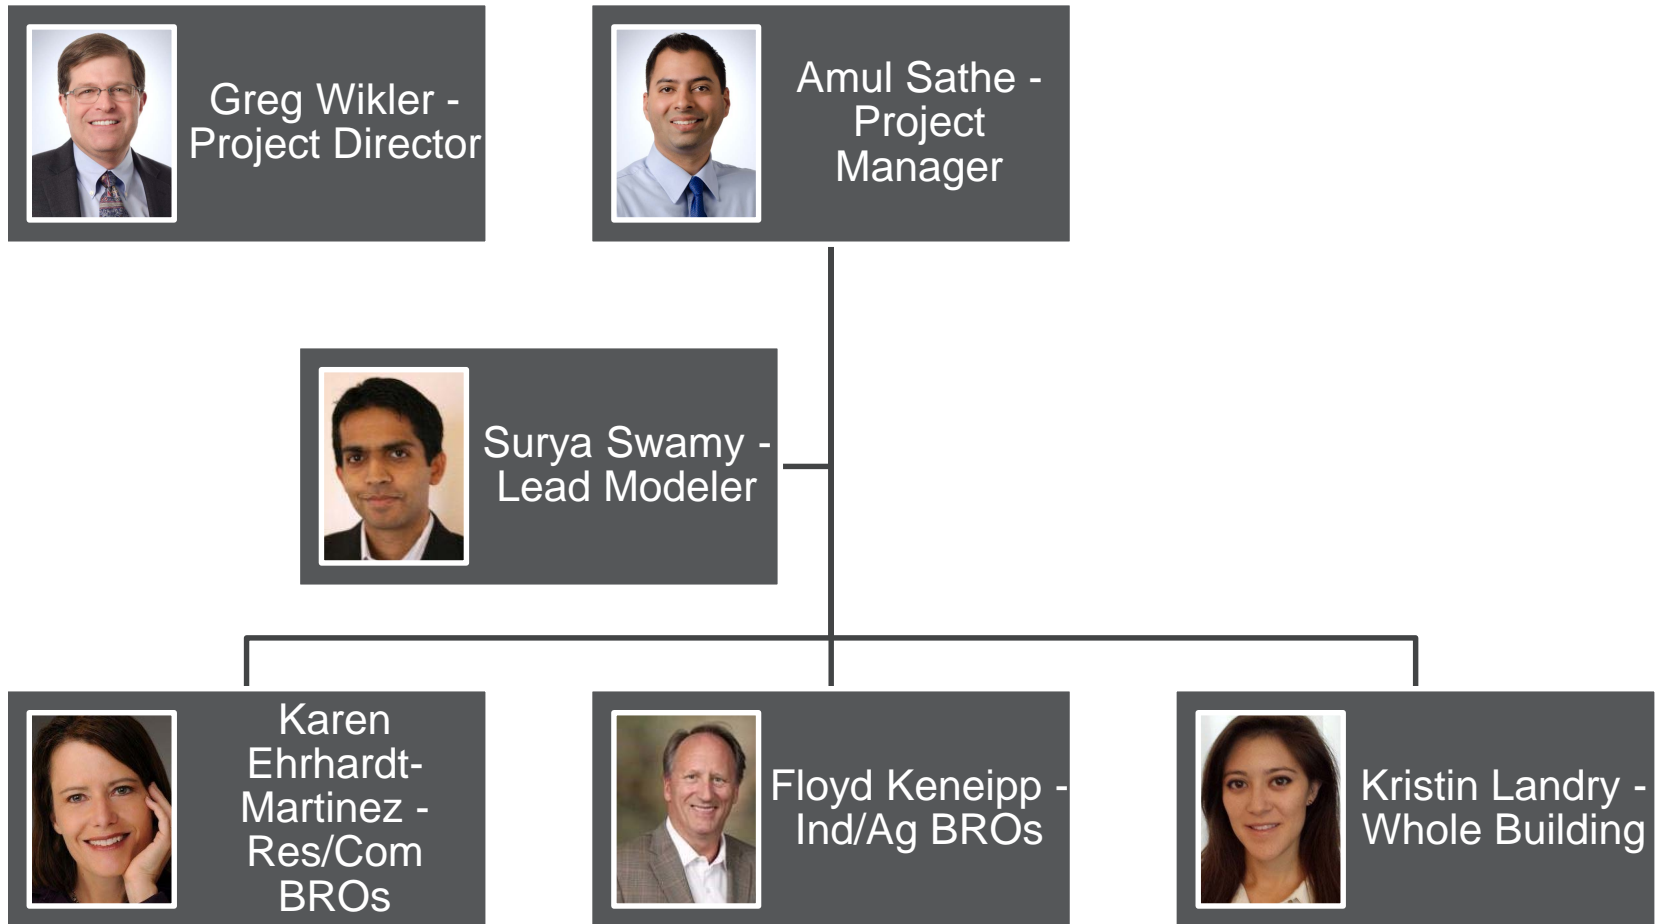 Greg Wikler -
Project Director
Amul Sathe -
Project
Manager
Surya Swamy -
Lead Modeler
Karen
Ehrhardt-
Martinez -
Res/Com
BROs
Floyd Keneipp -
Ind/Ag BROs
Kristin Landry -
Whole Building